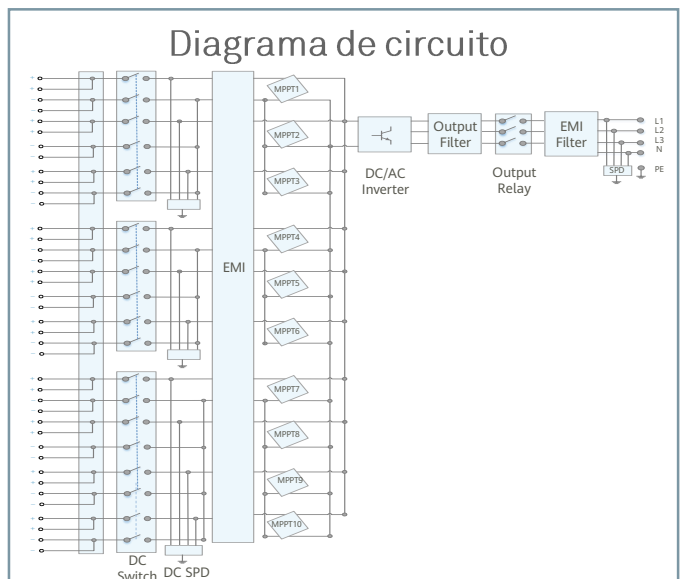 Diagrama de circuito
MPPT1
MPPT2
MPPT3
MPPT4
MPPT5
MPPT6
MPPT7
MPPT8
MPPT9
MPPT10
EMI
DC/AC
Inverter
Output
Filter
Output
Relay
EMI
Filter
L1
L2
L3
N
SPD
PE
DC
Switch
DC SPD